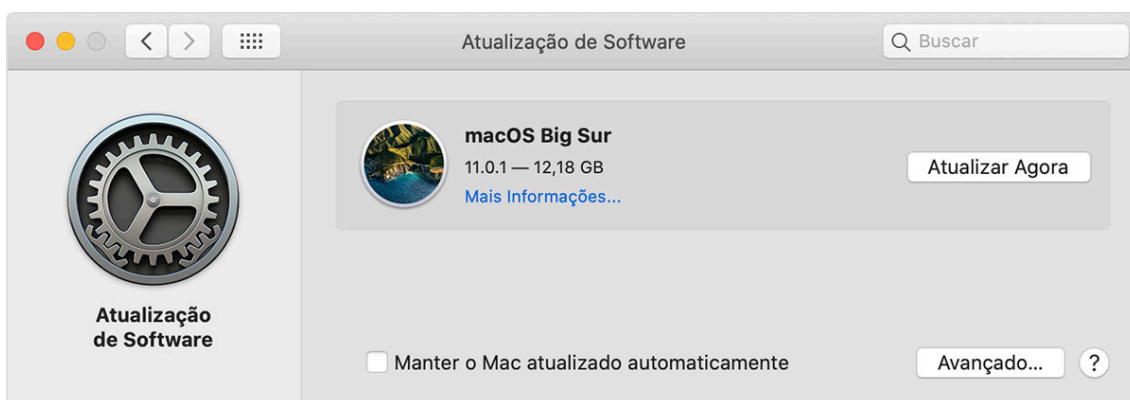 Atualização de Software
Buscar
macOS Big Sur
11.0.1 — 12,18 GB
Mais Informações...
Atualizar Agora
Atualização
de Software
Manter o Mac atualizado automaticamente
Avançado...
?